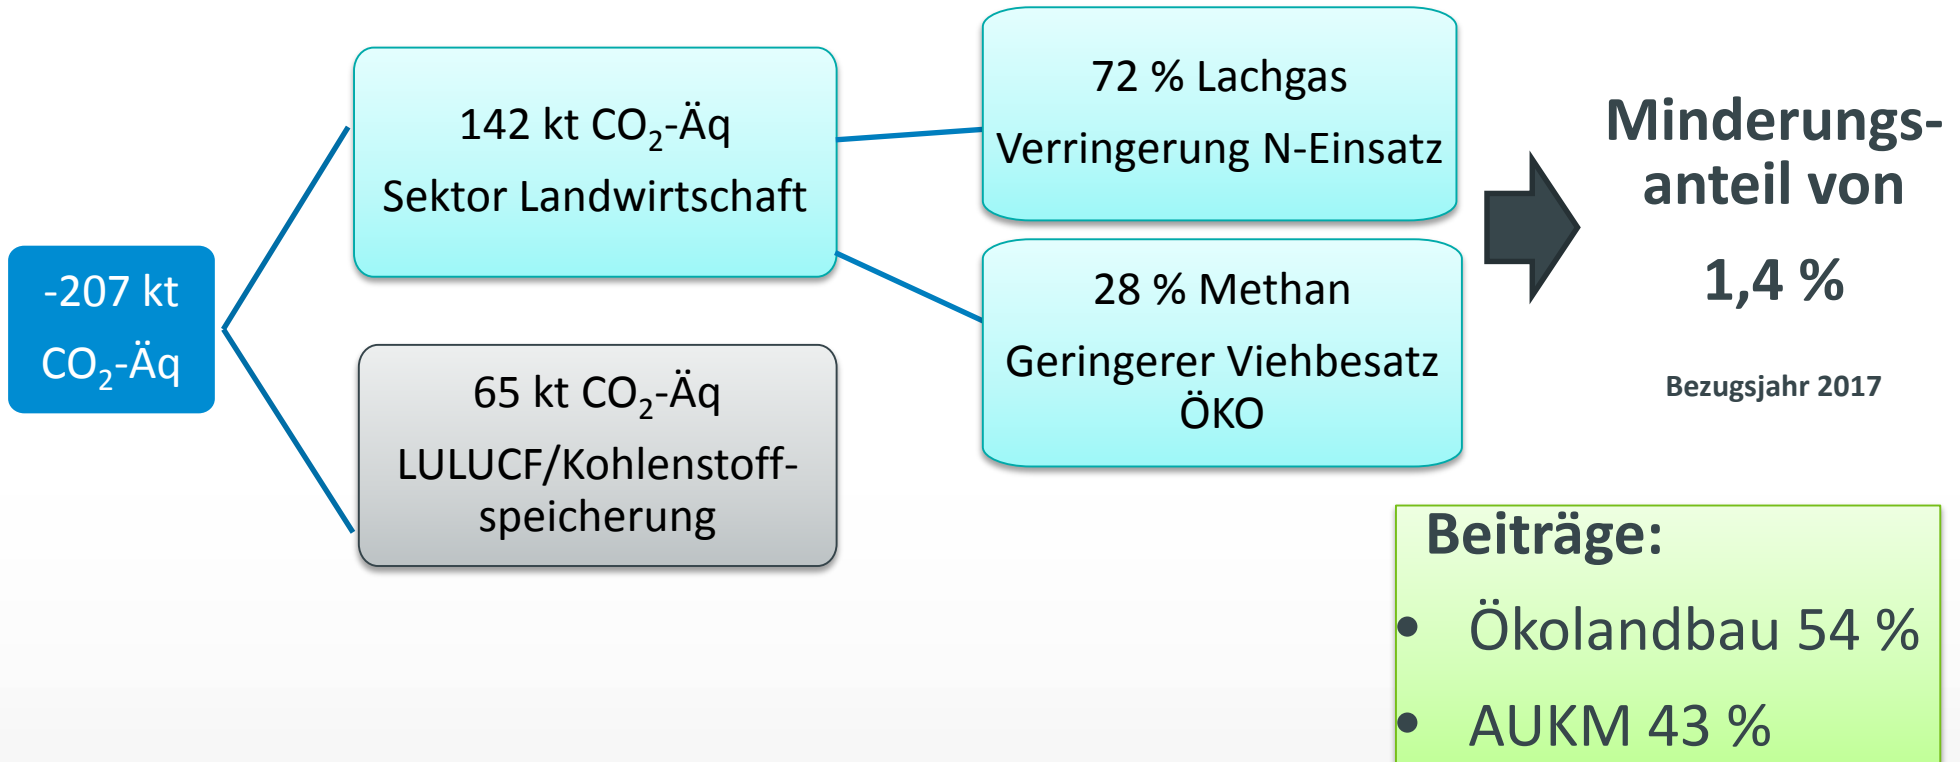 -207 kt
CO₂-Äq
142 kt CO₂-Äq
Sektor Landwirtschaft
65 kt CO₂-Äq
LULUCF/Kohlenstoff-
speicherung
72 % Lachgas
Verringerung N-Einsatz
28 % Methan
Geringerer Viehbesatz
ÖKO
Minderungs-
anteil von
1,4 %
Bezugsjahr 2017
Beiträge:
• Ökolandbau 54 %
• AUKM 43 %